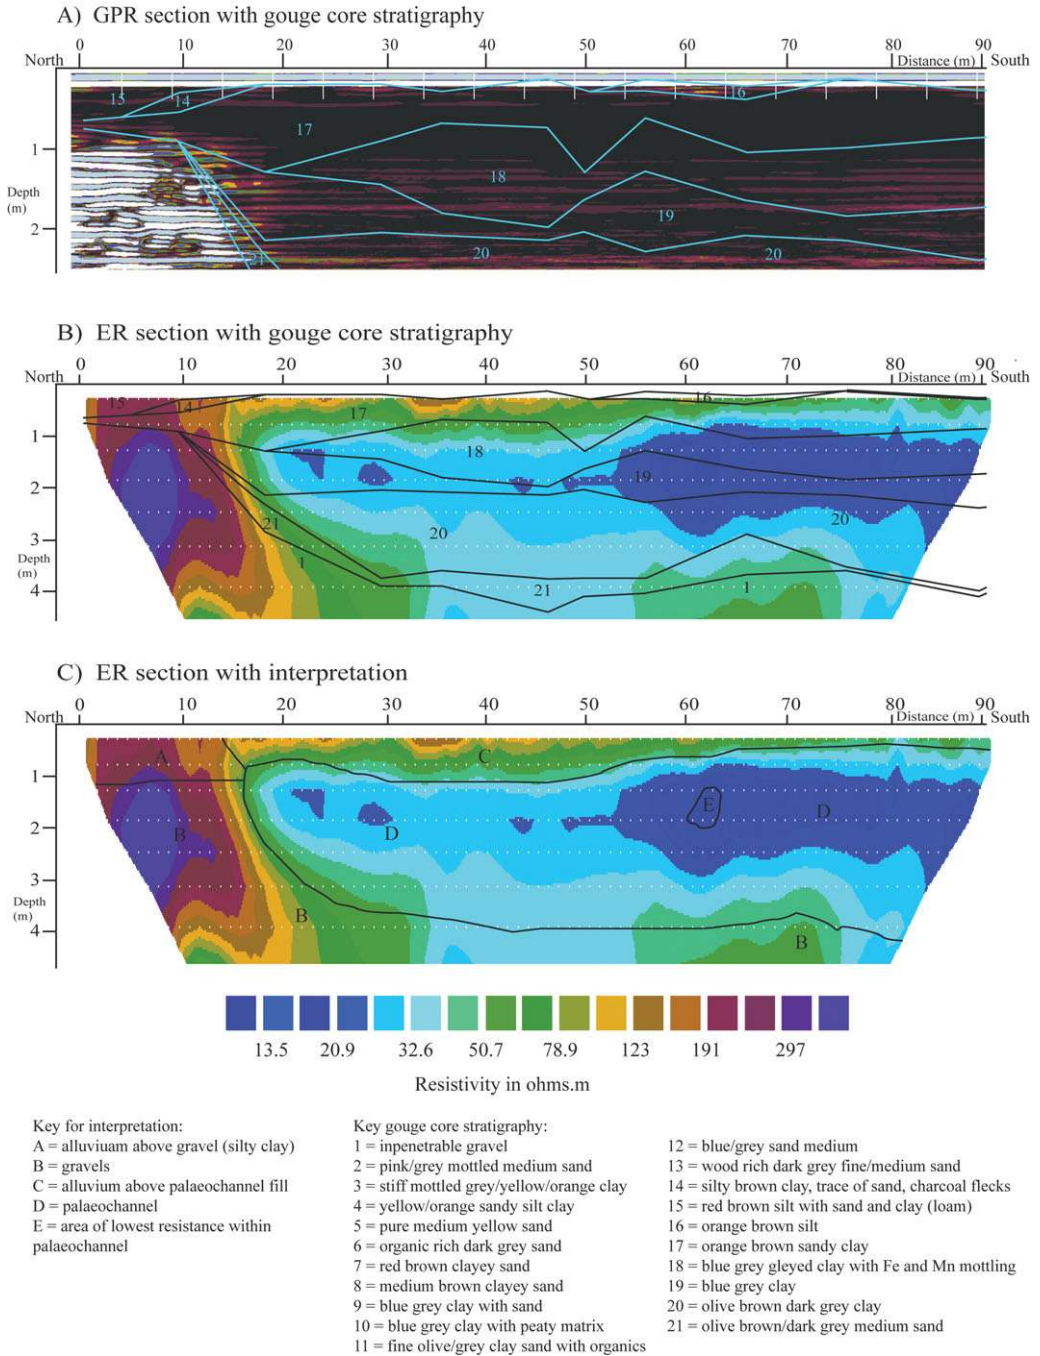 A) GPR section with gouge core stratigraphy
0 10 20 30 40 50 60 70 80 90
North Distance (m) South
15 14 16
17
1
18
Depth
(m)
19
2
20 20
21
B) ER section with gouge core stratigraphy
0 10 20 30 40 50 60 70 80 90
North Distance (m) South
15 14 17 16
1
18
19
2
21 20 20
3
Depth
(m)
1 21 1
4
C) ER section with interpretation
0 10 20 30 40 50 60 70 80 90
North Distance (m) South
A C
1
E D
2
B D
3
Depth
(m)
B B
4
13.5 20.9 32.6 50.7 78.9 123 191 297
Resistivity in ohms.m
Key for interpretation:
A = alluviuam above gravel (silty clay)
B = gravels
C = alluvium above palaeochannel fill
D = palaeochannel
E = area of lowest resistance within
palaeochannel
Key gouge core stratigraphy:
1 = inpenetrable gravel
2 = pink/grey mottled medium sand
3 = stiff mottled grey/yellow/orange clay
4 = yellow/orange sandy silt clay
5 = pure medium yellow sand
6 = organic rich dark grey sand
7 = red brown clayey sand
8 = medium brown clayey sand
9 = blue grey clay with sand
10 = blue grey clay with peaty matrix
11 = fine olive/grey clay sand with organics
12 = blue/grey sand medium
13 = wood rich dark grey fine/medium sand
14 = silty brown clay, trace of sand, charcoal flecks
15 = red brown silt with sand and clay (loam)
16 = orange brown silt
17 = orange brown sandy clay
18 = blue grey gleyed clay with Fe and Mn mottling
19 = blue grey clay
20 = olive brown dark grey clay
21 = olive brown/dark grey medium sand